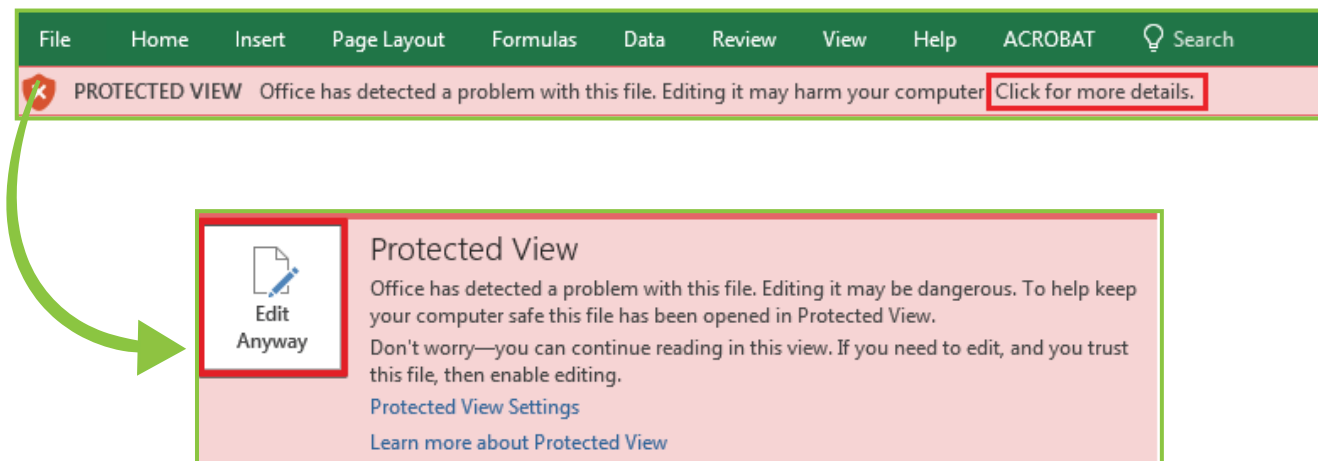 File Home Insert Page Layout Formulas Data Review View Help ACROBAT Search
PROTECTED VIEW Office has detected a problem with this file. Editing it may harm your computer Click for more details.
Edit
Anyway
Protected View
Office has detected a problem with this file. Editing it may be dangerous. To help keep
your computer safe this file has been opened in Protected View.
Don't worry—you can continue reading in this view. If you need to edit, and you trust
this file, then enable editing.
Protected View Settings
Learn more about Protected View